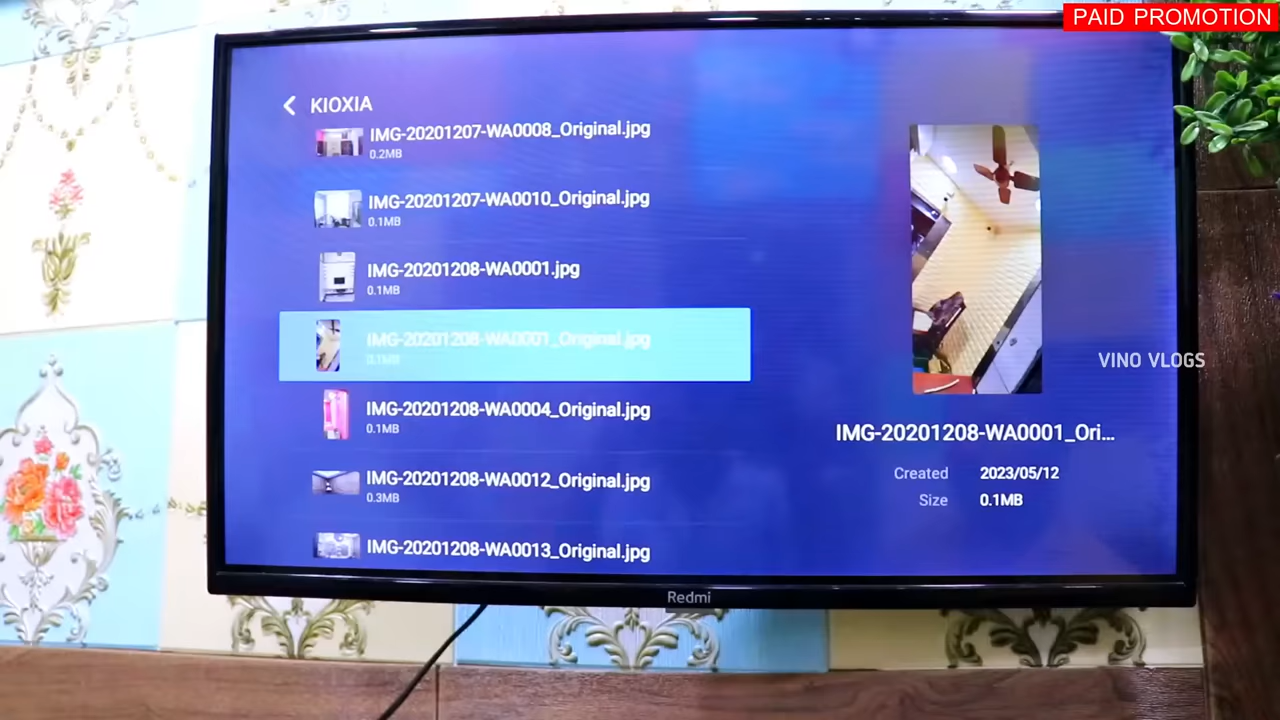 PAID PROMOTION
KIOXIA
IMG-20201207-WA0008_Original.jpg
0.2MB
IMG-20201207-WA0010_Original.jpg
0.1MB
IMG-20201208-WA0001.jpg
0.1MB
IMG-20201208-WA0001_Original.jpg
0.1MB
IMG-20201208-WA0004_Original.jpg
0.1MB
IMG-20201208-WA0012_Original.jpg
0.3MB
IMG-20201208-WA0013_Original.jpg
IMG-20201208-WA0001_Ori...
Created 2023/05/12
Size 0.1MB
VINO VLOGS
Redmi